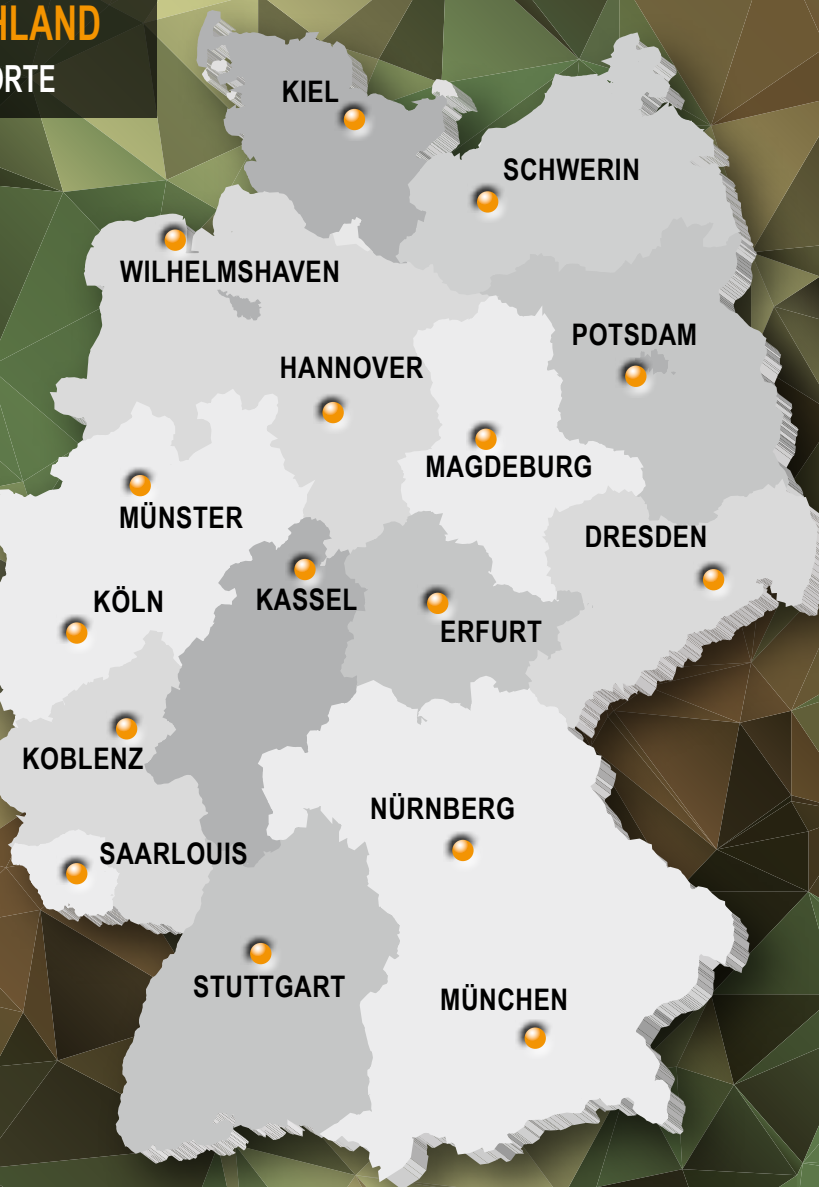 HLAND
ORTE
KIEL
SCHWERIN
WILHELMSHAVEN
POTSDAM
HANNOVER
MAGDEBURG
MÜNSTER
DRESDEN
KÖLN
KASSEL
ERFURT
KOBLENZ
NÜRNBERG
SAARLOUIS
STUTTGART
MÜNCHEN